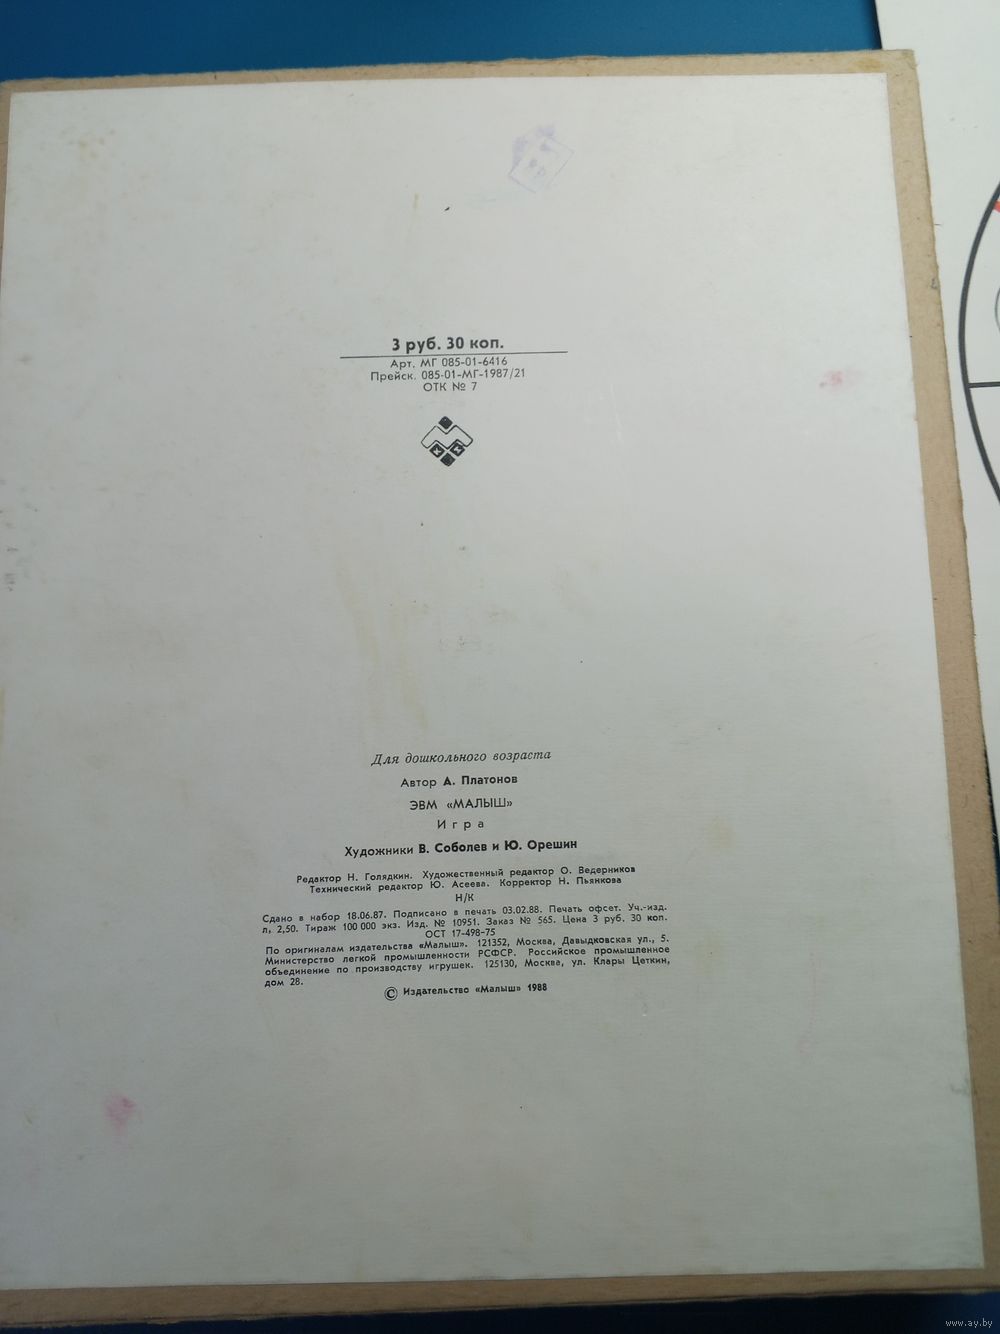 3 руб. 30 коп.
Арт. МГ 085-01-6416
Прейск. 085-01-МГ-1987/21
ОТК № 7
Для дошкольного возраста
Автор А. Платонов
ЭВМ «МАЛЫШ»
Игра
Художники В. Соболев и Ю. Орешин
Редактор Н. Голядкин. Художественный редактор О. Ведерников
Технический редактор Ю. Асеева. Корректор Н. Пьянкова
Н/К
Сдано в набор 18.06.87. Подписано в печать 03.02.88. Печать офсет. Уч.-изд.
л, 2,50. Тираж 100 000 экз. Изд. № 10951. Заказ № 565. Цена 3 руб. 30 коп.
ОСТ 17-498-75
По оригиналам издательства «Малыш». 121352, Москва, Давыдковская ул., 5.
Министерство легкой промышленности РСФСР. Российское промышленное
объединение по производству игрушек. 125130, Москва, ул. Клары Цеткин,
дом 28.
© Издательство «Малыш» 1988
www.ay.by